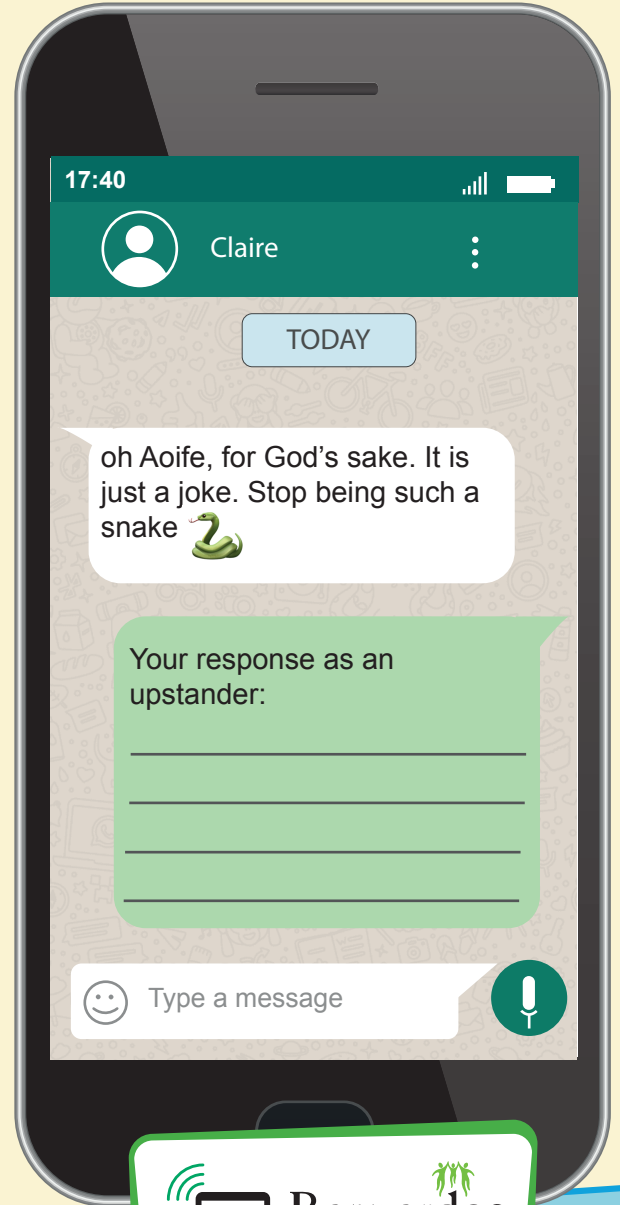 17:40
Claire
TODAY
oh Aoife, for God’s sake. It is
just a joke. Stop being such a
snake
Your response as an
upstander:
Type a message